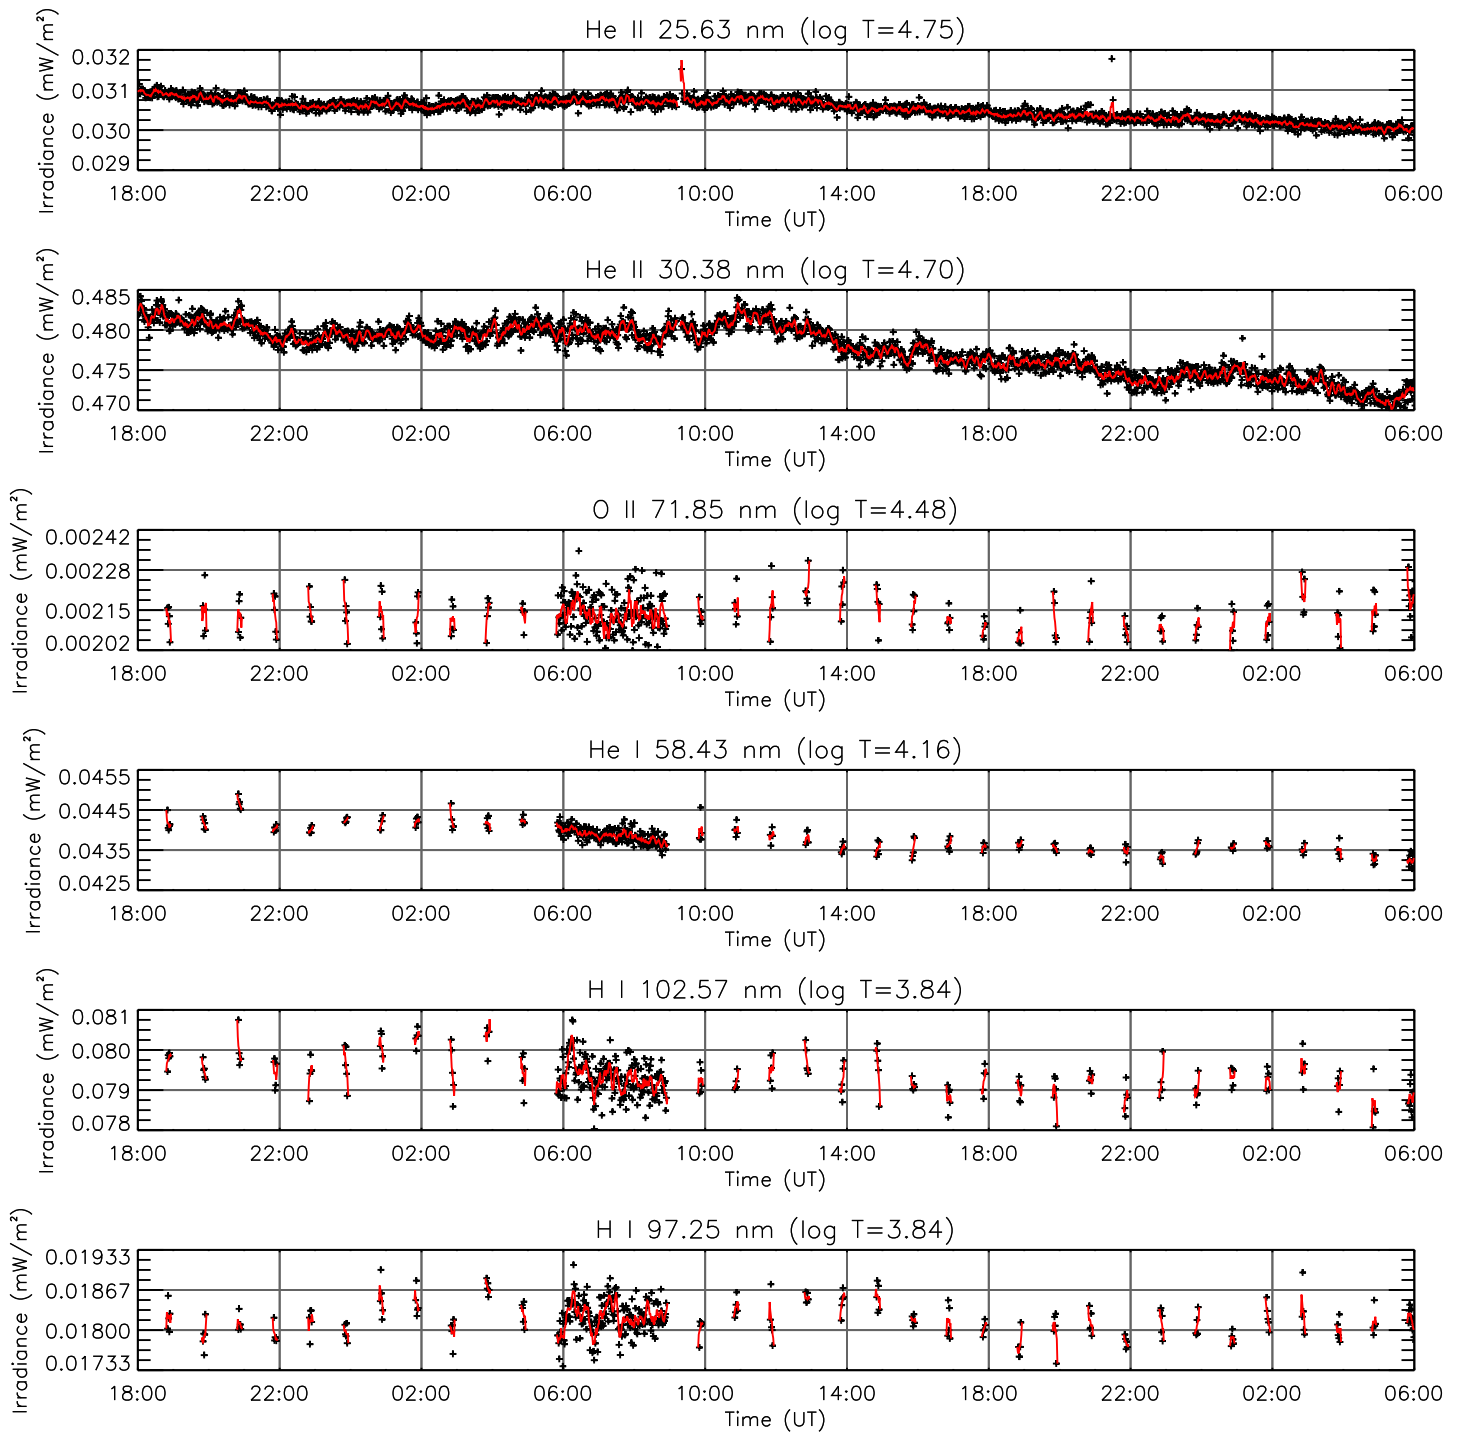 He II 25.63 nm (log T=4.75)
Irradiance (mW/m²)
0.032
0.031
0.030
0.029
18:00 22:00 02:00 06:00 10:00 14:00 18:00 22:00 02:00 06:00
Time (UT)
He II 30.38 nm (log T=4.70)
Irradiance (mW/m²)
0.485
0.480
0.475
0.470
18:00 22:00 02:00 06:00 10:00 14:00 18:00 22:00 02:00 06:00
Time (UT)
O II 71.85 nm (log T=4.48)
Irradiance (mW/m²)
0.00242
0.00228
0.00215
0.00202
18:00 22:00 02:00 06:00 10:00 14:00 18:00 22:00 02:00 06:00
Time (UT)
He I 58.43 nm (log T=4.16)
Irradiance (mW/m²)
0.0455
0.0445
0.0435
0.0425
18:00 22:00 02:00 06:00 10:00 14:00 18:00 22:00 02:00 06:00
Time (UT)
H I 102.57 nm (log T=3.84)
Irradiance (mW/m²)
0.081
0.080
0.079
0.078
18:00 22:00 02:00 06:00 10:00 14:00 18:00 22:00 02:00 06:00
Time (UT)
H I 97.25 nm (log T=3.84)
Irradiance (mW/m²)
0.01933
0.01867
0.01800
0.01733
18:00 22:00 02:00 06:00 10:00 14:00 18:00 22:00 02:00 06:00
Time (UT)